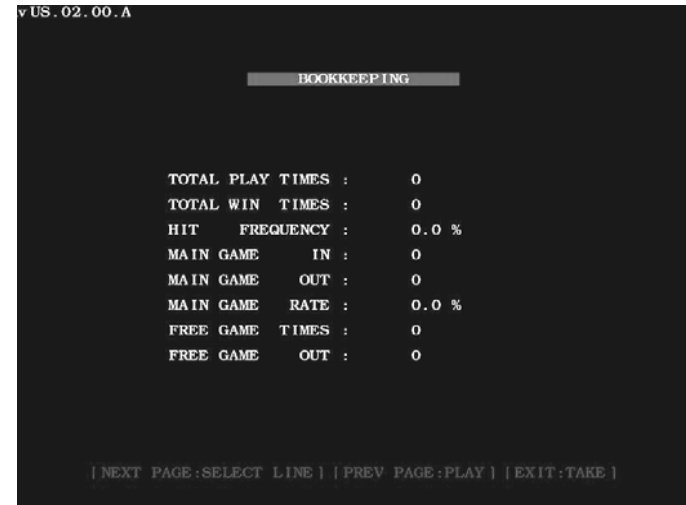 v US.02.00.A
BOOKKEEPING
TOTAL PLAY TIMES : 0
TOTAL WIN TIMES : 0
HIT FREQUENCY : 0.0 %
MAIN GAME IN : 0
MAIN GAME OUT : 0
MAIN GAME RATE : 0.0 %
FREE GAME TIMES : 0
FREE GAME OUT : 0
[NEXT PAGE:SELECT LINE] [PREV PAGE:PLAY] [EXIT:TAKE]